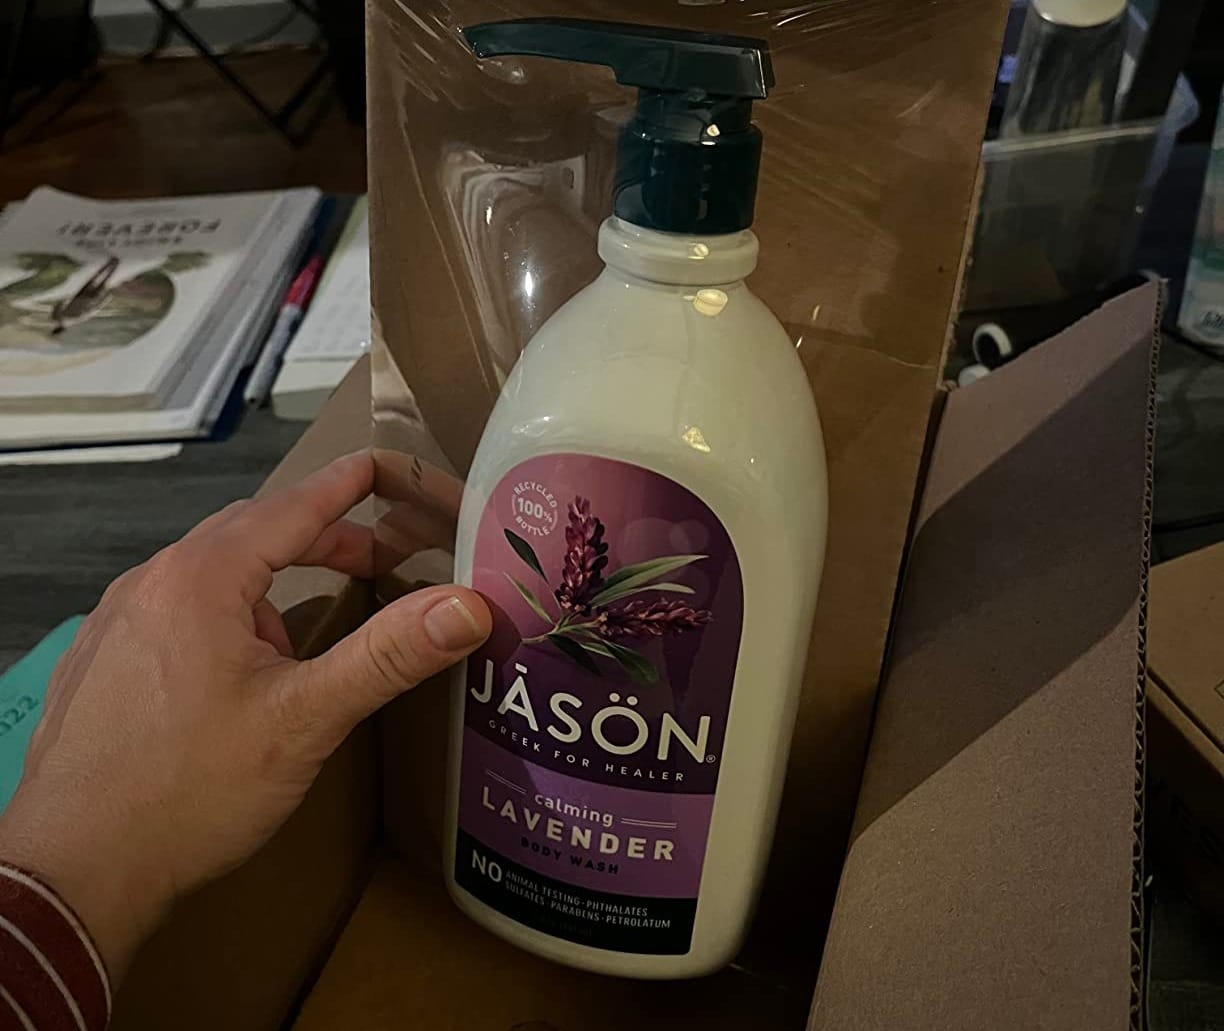 FOREVER!
RECYCLED
100%
BOTTLE
JĀSÖN®
GREEK FOR HEALER
calming
LAVENDER
BODY WASH
NO ANIMAL TESTING · PHTHALATES
SULFATES · PARABENS · PETROLATUM
022